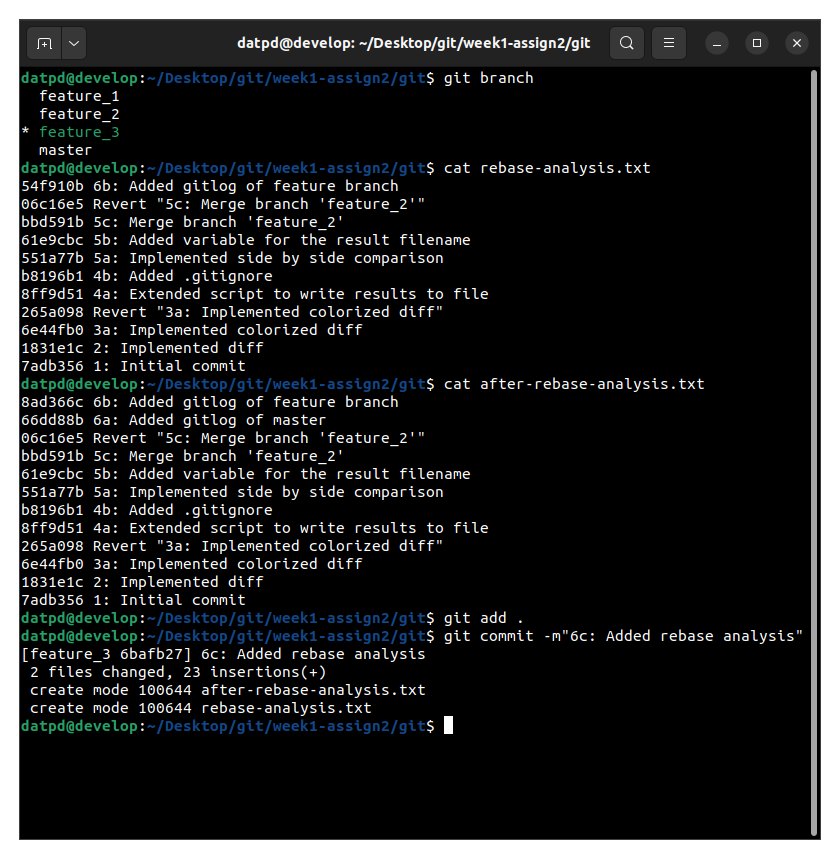 datpd@develop: ~/Desktop/git/week1-assign2/git
datpd@develop:~/Desktop/git/week1-assign2/git$ git branch
  feature_1
  feature_2
* feature_3
  master
datpd@develop:~/Desktop/git/week1-assign2/git$ cat rebase-analysis.txt
54f910b 6b: Added gitlog of feature branch
06c16e5 Revert "5c: Merge branch 'feature_2'"
bbd591b 5c: Merge branch 'feature_2'
61e9cbc 5b: Added variable for the result filename
551a77b 5a: Implemented side by side comparison
b8196b1 4b: Added .gitignore
8ff9d51 4a: Extended script to write results to file
265a098 Revert "3a: Implemented colorized diff"
6e44fb0 3a: Implemented colorized diff
1831e1c 2: Implemented diff
7adb356 1: Initial commit
datpd@develop:~/Desktop/git/week1-assign2/git$ cat after-rebase-analysis.txt
8ad366c 6b: Added gitlog of feature branch
66dd88b 6a: Added gitlog of master
06c16e5 Revert "5c: Merge branch 'feature_2'"
bbd591b 5c: Merge branch 'feature_2'
61e9cbc 5b: Added variable for the result filename
551a77b 5a: Implemented side by side comparison
b8196b1 4b: Added .gitignore
8ff9d51 4a: Extended script to write results to file
265a098 Revert "3a: Implemented colorized diff"
6e44fb0 3a: Implemented colorized diff
1831e1c 2: Implemented diff
7adb356 1: Initial commit
datpd@develop:~/Desktop/git/week1-assign2/git$ git add .
datpd@develop:~/Desktop/git/week1-assign2/git$ git commit -m"6c: Added rebase analysis"
[feature_3 6bafb27] 6c: Added rebase analysis
 2 files changed, 23 insertions(+)
 create mode 100644 after-rebase-analysis.txt
 create mode 100644 rebase-analysis.txt
datpd@develop:~/Desktop/git/week1-assign2/git$